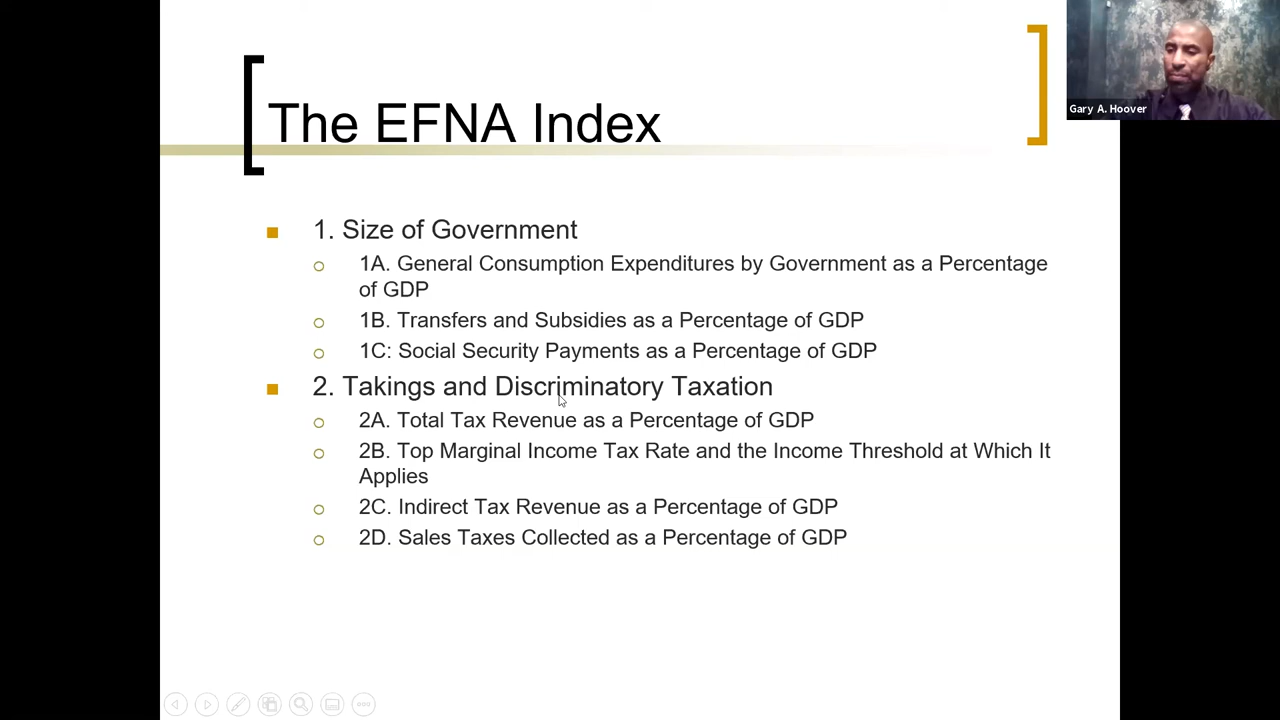 The EFNA Index
Gary A. Hoover
1. Size of Government
1A. General Consumption Expenditures by Government as a Percentage
of GDP
1B. Transfers and Subsidies as a Percentage of GDP
1C: Social Security Payments as a Percentage of GDP
2. Takings and Discriminatory Taxation
2A. Total Tax Revenue as a Percentage of GDP
2B. Top Marginal Income Tax Rate and the Income Threshold at Which It
Applies
2C. Indirect Tax Revenue as a Percentage of GDP
2D. Sales Taxes Collected as a Percentage of GDP